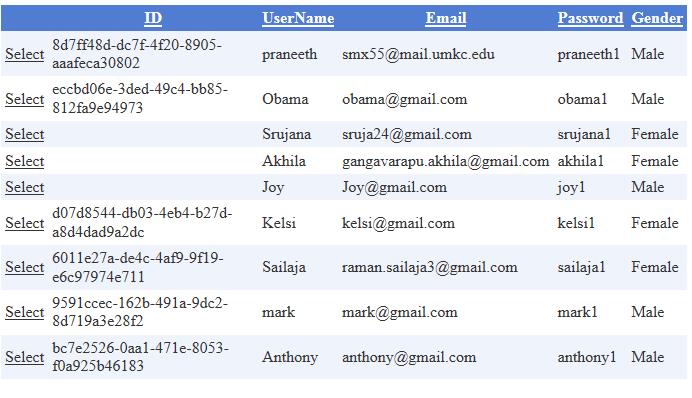 ID UserName Email Password Gender
Select 8d7ff48d-dc7f-4f20-8905-
aaafeca30802 praneeth smx55@mail.umkc.edu praneeth1 Male
Select eccbd06e-3ded-49c4-bb85-
812fa9e94973 Obama obama@gmail.com obama1 Male
Select Srujana sruja24@gmail.com srujana1 Female
Select Akhila gangavarapu.akhila@gmail.com akhila1 Female
Select Joy Joy@gmail.com joy1 Male
Select d07d8544-db03-4eb4-b27d-
a8d4dad9a2dc Kelsi kelsi@gmail.com kelsi1 Female
Select 6011e27a-de4c-4af9-9f19-
e6c97974e711 Sailaja raman.sailaja3@gmail.com sailaja1 Female
Select 9591ccec-162b-491a-9dc2-
8d719a3e28f2 mark mark@gmail.com mark1 Male
Select bc7e2526-0aa1-471e-8053-
f0a925b46183 Anthony anthony@gmail.com anthony1 Male